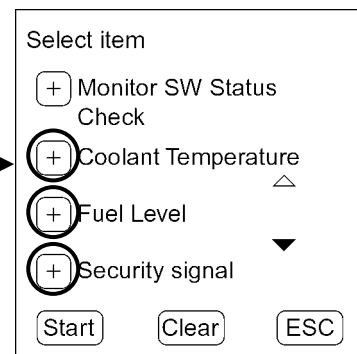 Select item
+ Monitor SW Status
Check
+ Coolant Temperature
+ Fuel Level
+ Security signal
Start Clear ESC